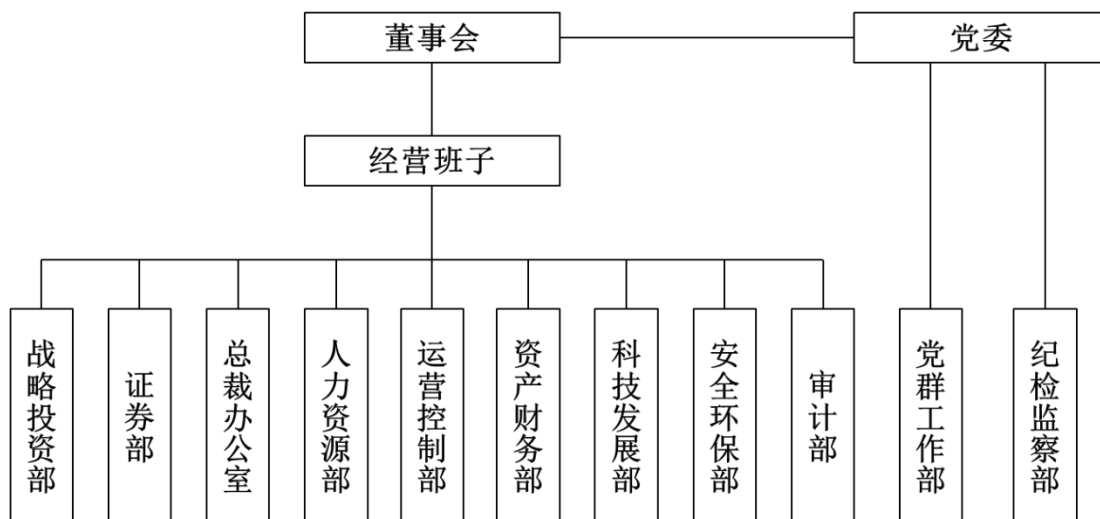 董事会
党委
经营班子
战略投资部
证券部
总裁办公室
人力资源部
运营控制部
资产财务部
科技发展部
安全环保部
审计部
党群工作部
纪检监察部